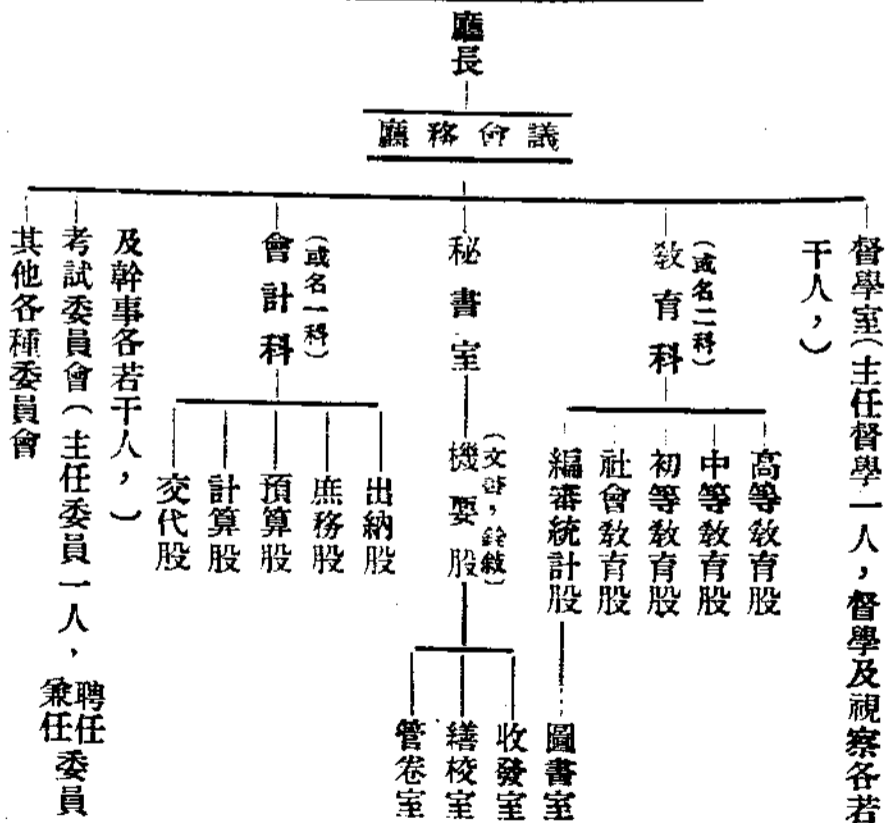 廳長
廳務會議
督學室（主任督學一人，督學及視察各若
干人，）
（或名二科）
教育科
高等教育股
中等教育股
初等教育股
社會教育股
編審統計股
圖書室
秘書室
（文書，銓敘）
機要股
收發室
繕校室
管卷室
（或名一科）
會計科
出納股
庶務股
預算股
計算股
交代股
考試委員會（主任委員一人，聘任兼任委員
及幹事各若干人，）
其他各種委員會